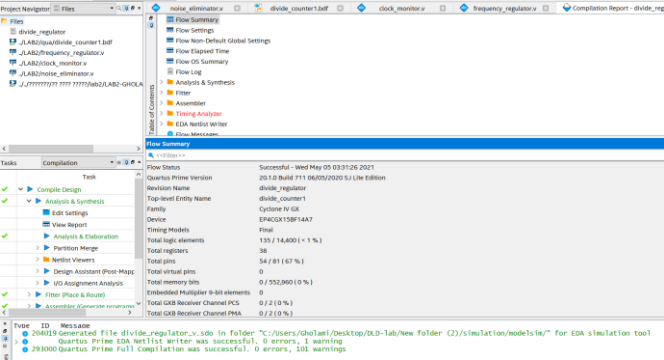 Project Navigator Files
Files
divide_regulator
../LAB2/qua/divide_counter1.bdf
../LAB2/frequency_regulator.v
../LAB2/clock_monitor.v
../LAB2/noise_eliminator.v
../../???????/?? ???? ?????/lab2/LAB2-GHOLA
noise_eliminator.v
divide_counter1.bdf
clock_monitor.v
frequency_regulator.v
Compilation Report - divide_reg
Table of Contents
Flow Summary
Flow Settings
Flow Non-Default Global Settings
Flow Elapsed Time
Flow OS Summary
Flow Log
Analysis & Synthesis
Fitter
Assembler
Timing Analyzer
EDA Netlist Writer
Flow Messages
Flow Summary
<<Filter>>
Flow Status Successful - Wed May 05 03:31:26 2021
Quartus Prime Version 20.1.0 Build 711 06/05/2020 SJ Lite Edition
Revision Name divide_regulator
Top-level Entity Name divide_counter1
Family Cyclone IV GX
Device EP4CGX15BF14A7
Timing Models Final
Total logic elements 135 / 14,400 ( < 1 % )
Total registers 38
Total pins 54 / 81 ( 67 % )
Total virtual pins 0
Total memory bits 0 / 552,960 ( 0 % )
Embedded Multiplier 9-bit elements 0
Total GXB Receiver Channel PCS 0 / 2 ( 0 % )
Total GXB Receiver Channel PMA 0 / 2 ( 0 % )
Tasks Compilation
Task
Compile Design
Analysis & Synthesis
Edit Settings
View Report
Analysis & Elaboration
Partition Merge
Netlist Viewers
Design Assistant (Post-Mapp
I/O Assignment Analysis
Fitter (Place & Route)
Assembler (Generate programm
Type ID Message
204019 Generated file divide_regulator_v.sdo in folder "C:/Users/Gholami/Desktop/DLD-lab/New folder (2)/simulation/modelsim/" for EDA simulation tool
Quartus Prime EDA Netlist Writer was successful. 0 errors, 1 warning
293000 Quartus Prime Full Compilation was successful. 0 errors, 101 warnings